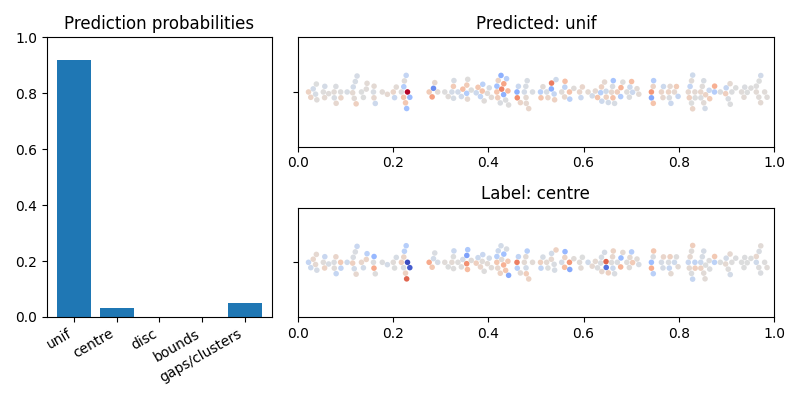 Prediction probabilities
1.0
0.8
0.6
0.4
0.2
0.0
unif
centre
disc
bounds
gaps/clusters
Predicted: unif
0.0 0.2 0.4 0.6 0.8 1.0
Label: centre
0.0 0.2 0.4 0.6 0.8 1.0